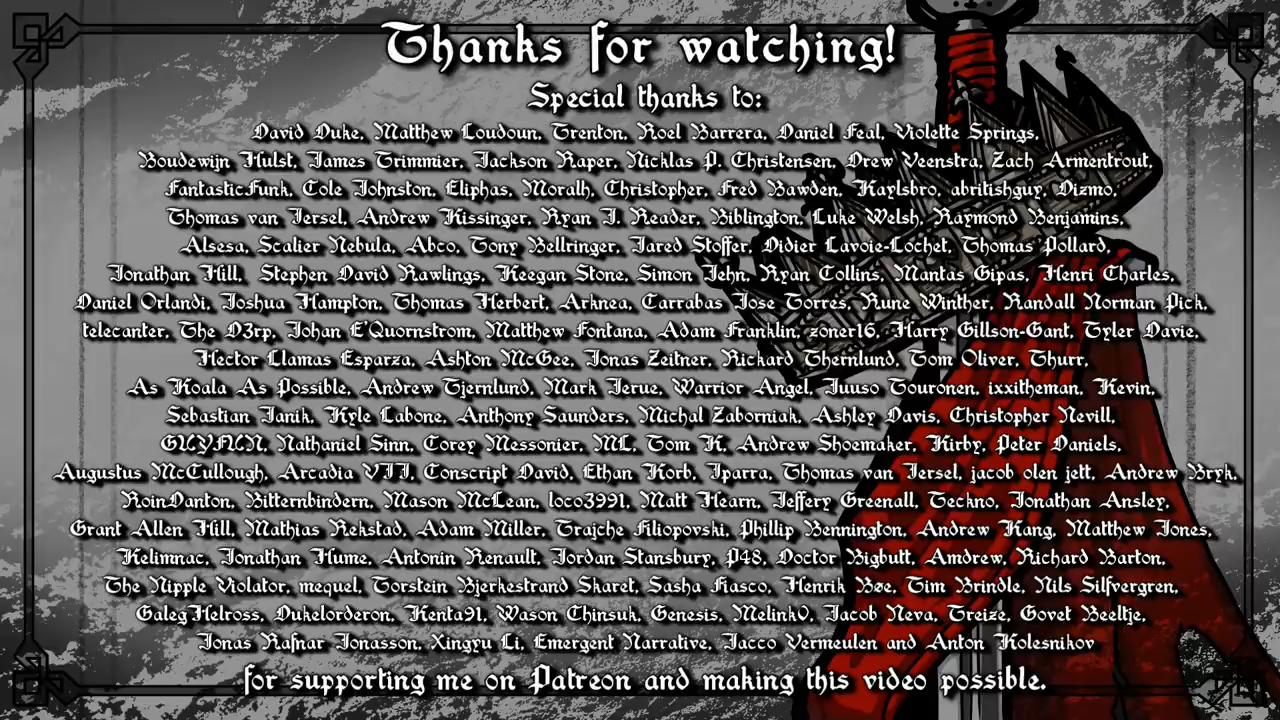 Thanks for watching!
Special thanks to:
David Duke, Matthew Loudoun, Trenton, Roel Barrera, Daniel Feal, Violette Springs,
Boudewijn Hulst, James Trimmier, Jackson Raper, Nicklas P. Christensen, Drew Veenstra, Zach Armentrout,
FantasticFunk, Cole Johnston, Eliphas, Moralh, Christopher, Fred Bawden, Kaylsbro, abritishguy, Dizmo,
Thomas van Iersel, Andrew Kissinger, Ryan J. Reader, Biblington, Luke Welsh, Raymond Benjamins,
Alsesa, Scalier Nebula, Abco, Tony Bellringer, Jared Stoffer, Didier Lavoie-Lochet, Thomas Pollard,
Jonathan Hill, Stephen David Rawlings, Keegan Stone, Simon Jehn, Ryan Collins, Mantas Gipas, Henri Charles,
Daniel Orlandi, Joshua Hampton, Thomas Herbert, Arknea, Carrabas Jose Torres, Rune Winther, Randall Norman Pick,
telecanter, The D3rp, Johan E'Quornstrom, Matthew Fontana, Adam Franklin, zoner16, Harry Gillson-Gant, Tyler Davie,
Hector Llamas Esparza, Ashton McGee, Jonas Zeitner, Rickard Thernlund, Tom Oliver, Thurr,
As Koala As Possible, Andrew Tjernlund, Mark Jerue, Warrior Angel, Juuso Touronen, ixxitheman, Kevin,
Sebastian Janik, Kyle Labone, Anthony Saunders, Michal Zaborniak, Ashley Davis, Christopher Nevill,
GUYFUN, Nathaniel Sinn, Corey Messonier, ML, Tom K, Andrew Shoemaker, Kirby, Peter Daniels,
Augustus McCullough, Arcadia VII, Conscript David, Ethan Korb, Iparra, Thomas van Iersel, jacob olen jett, Andrew Bryk,
RoinDanton, Bitternbindern, Mason McLean, loco3991, Matt Hearn, Jeffery Greenall, Teckno, Jonathan Ansley,
Grant Allen Hill, Mathias Rekstad, Adam Miller, Trajche Filiopovski, Phillip Bennington, Andrew Kang, Matthew Jones,
Kelimnac, Jonathan Hume, Antonin Renault, Jordan Stansbury, P48, Doctor Bigbutt, Amdrew, Richard Barton,
The Nipple Violator, mequel, Torstein Bjerkestrand Skaret, Sasha Fiasco, Henrik Bøe, Tim Brindle, Nils Silfvergren,
GalegHelross, Dukelorderon, Kenta91, Wason Chinsuk, Genesis, Melink0, Jacob Neva, Treize, Govet Beeltje,
Jonas Rafnar Jonasson, Xingyu Li, Emergent Narrative, Jacco Vermeulen and Anton Kolesnikov
for supporting me on Patreon and making this video possible.